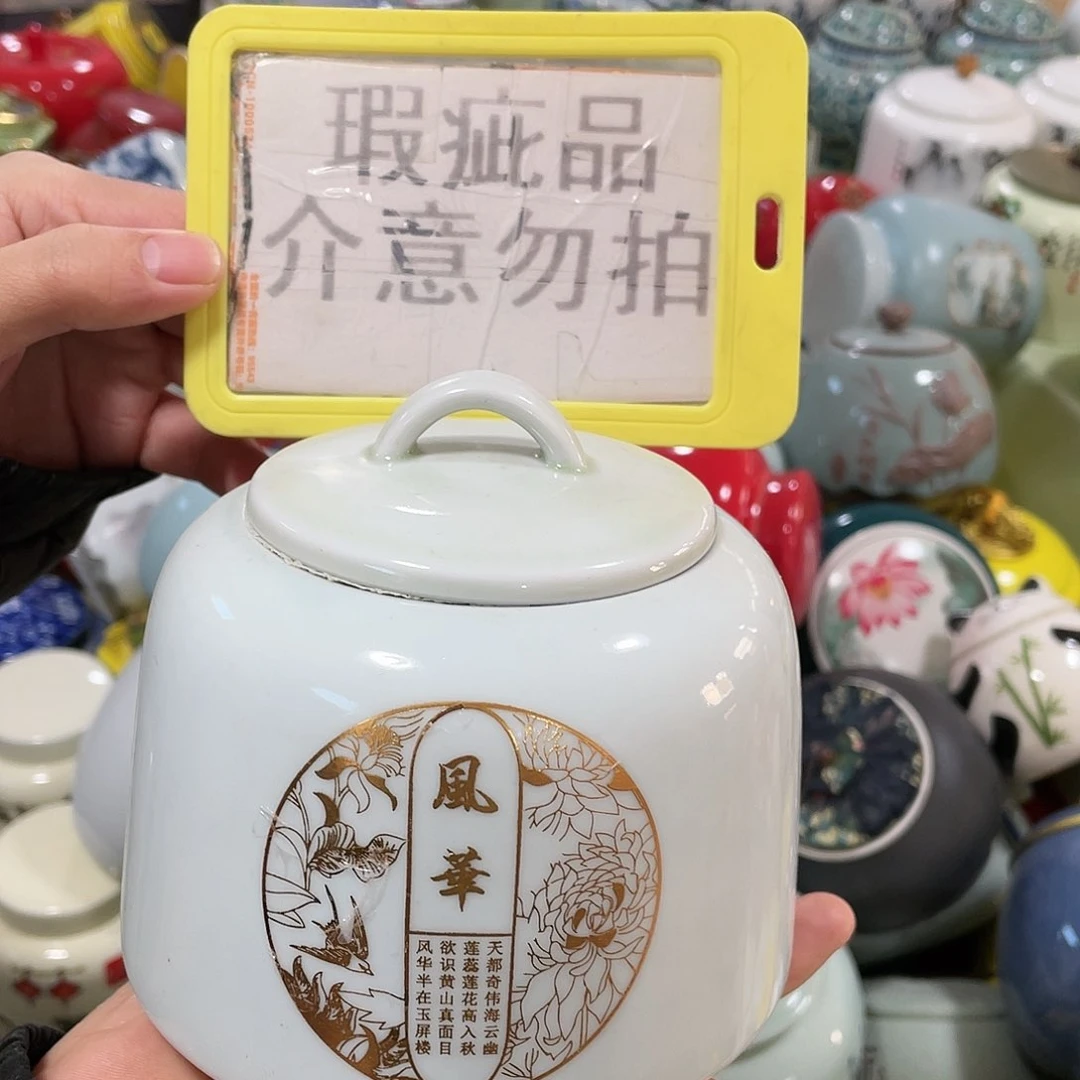 瑕疵品
介意勿拍
風華
天都奇伟海云幽
莲蕊莲花高入秋
欲识黄山真面目
风华半在玉屏楼